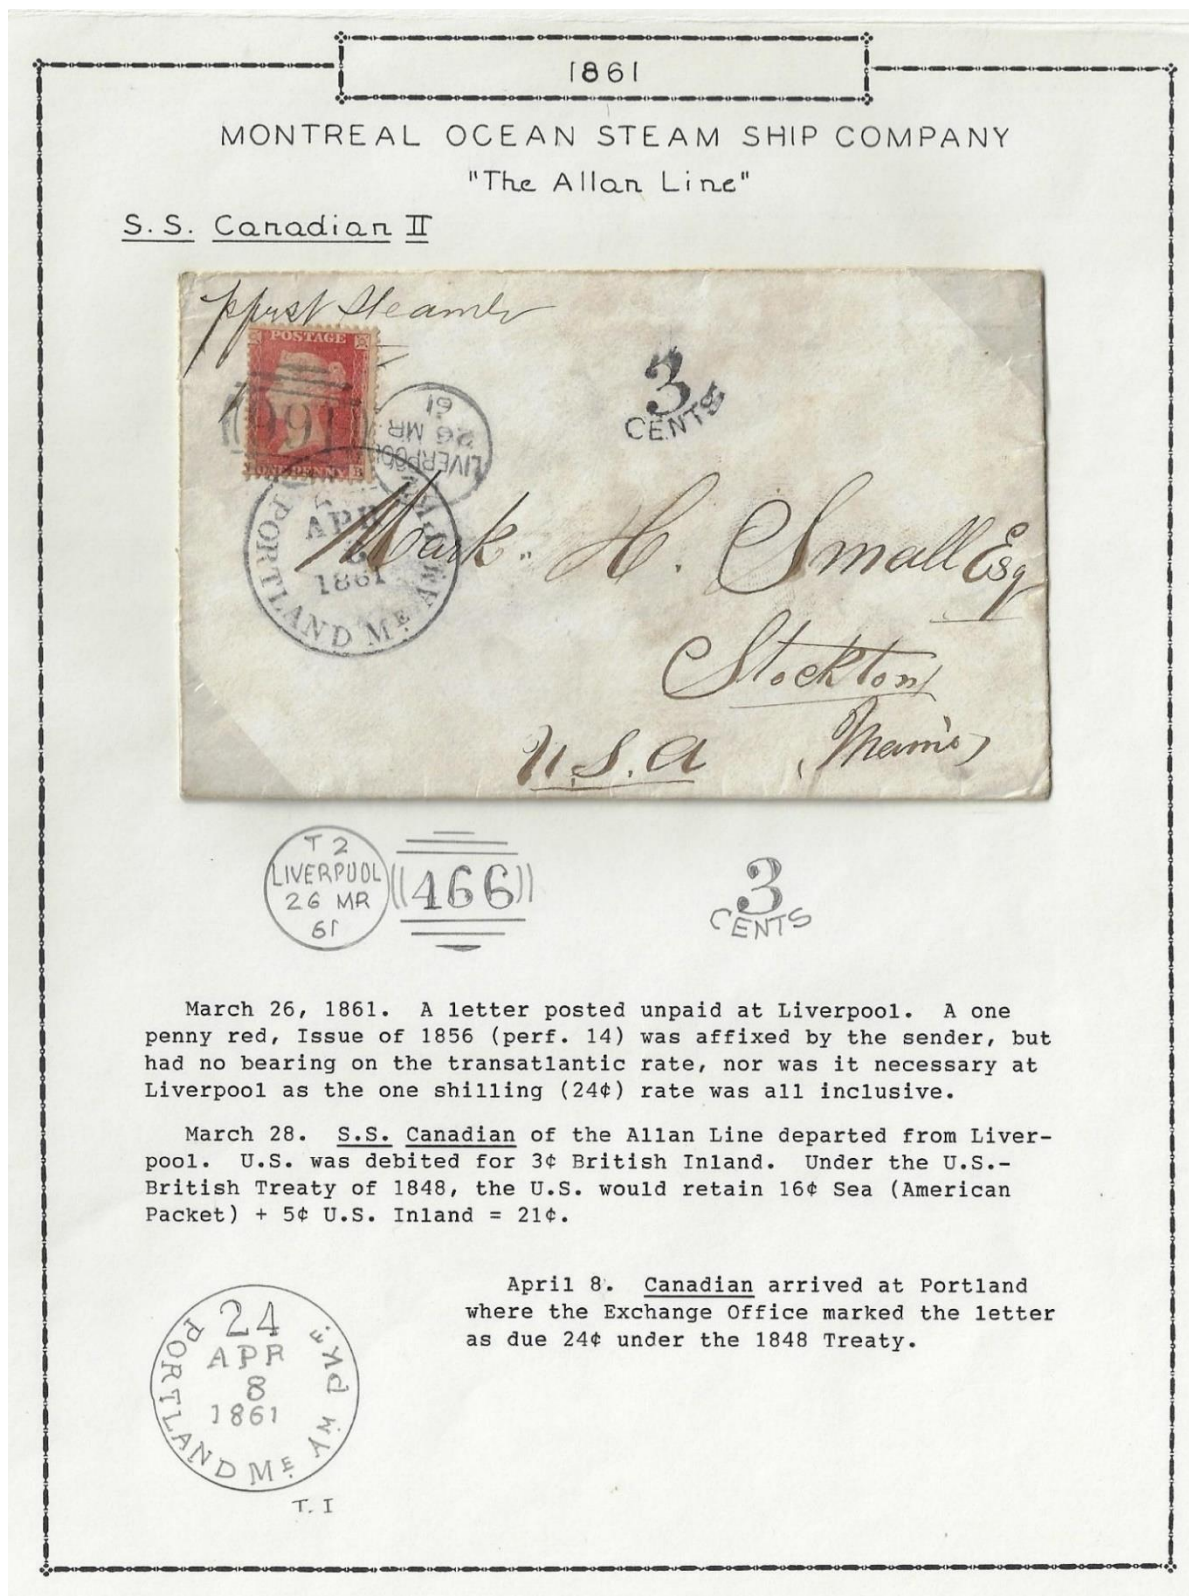 1861
MONTREAL OCEAN STEAM SHIP COMPANY
"The Allan Line"
S.S. Canadian II
p first Steamer
POSTAGE
466
ONE PENNY
LIVERPOOL
26 MR
61
3
CENTS
PORTLAND ME AM PKT
APR
8
1861
Mark H. Small Esq
Stockton
U.S.A Maine
T 2
LIVERPOOL
26 MR
61
466
3
CENTS
March 26, 1861. A letter posted unpaid at Liverpool. A one
penny red, Issue of 1856 (perf. 14) was affixed by the sender, but
had no bearing on the transatlantic rate, nor was it necessary at
Liverpool as the one shilling (24¢) rate was all inclusive.
March 28. S.S. Canadian of the Allan Line departed from Liver-
pool. U.S. was debited for 3¢ British Inland. Under the U.S.-
British Treaty of 1848, the U.S. would retain 16¢ Sea (American
Packet) + 5¢ U.S. Inland = 21¢.
April 8. Canadian arrived at Portland
where the Exchange Office marked the letter
as due 24¢ under the 1848 Treaty.
24
APR
8
1861
PORTLAND ME. AM. PKT.
T. I